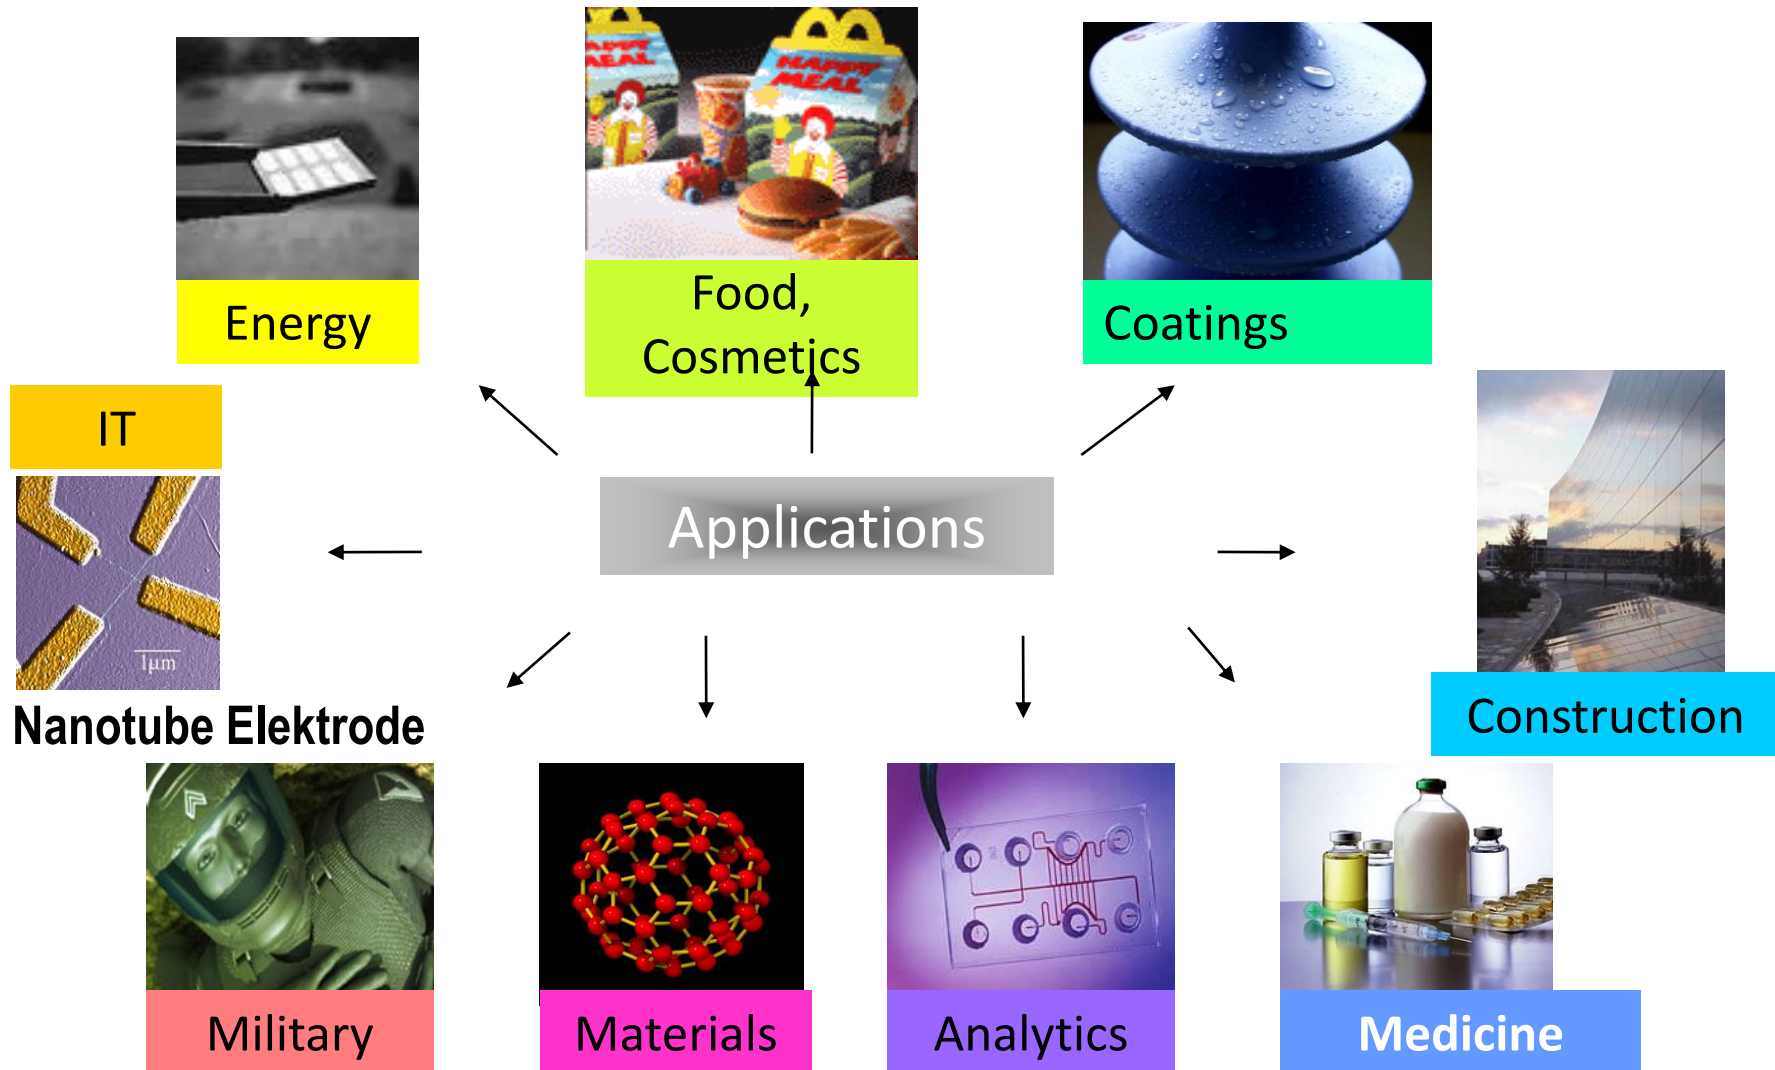 HAPPY
MEAL
HAPPY
MEAL
Energy
Food,
Cosmetics
Coatings
IT
Applications
1µm
Nanotube Elektrode
Construction
Military
Materials
Analytics
Medicine